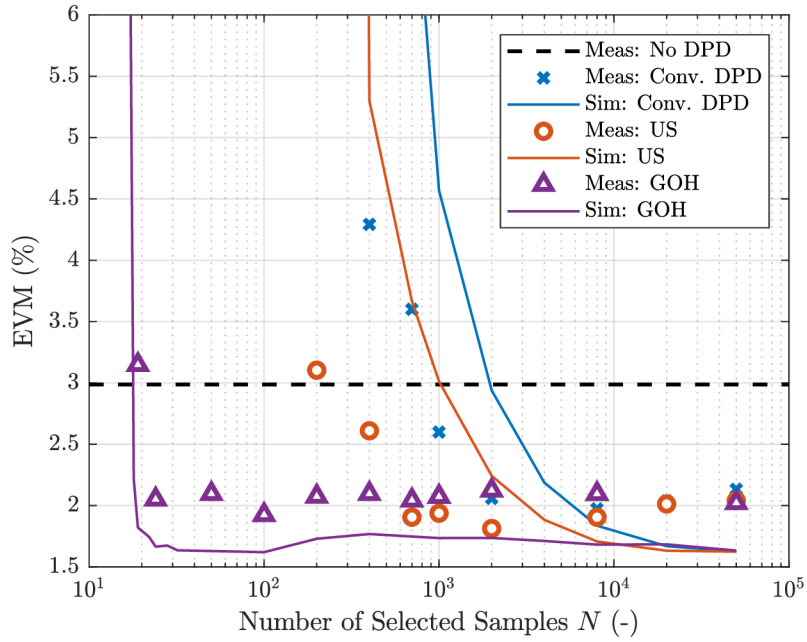 6
5.5
5
4.5
4
3.5
3
2.5
2
1.5
EVM (%)
10^1
10^2
10^3
10^4
10^5
Number of Selected Samples N (-)
Meas: No DPD
Meas: Conv. DPD
Sim: Conv. DPD
Meas: US
Sim: US
Meas: GOH
Sim: GOH